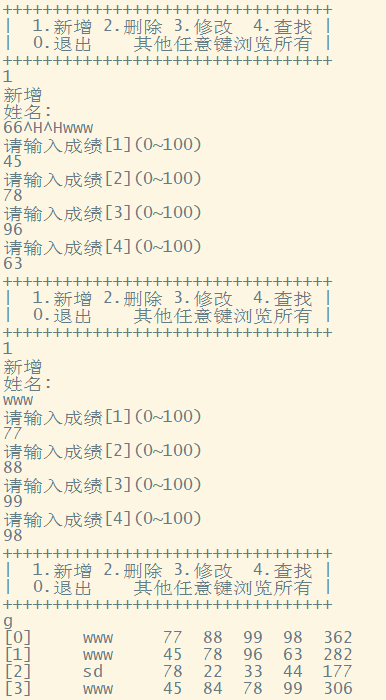 +++++++++++++++++++++++++++++++++
|  1.新增 2.删除 3.修改  4.查找 |
|  0.退出    其他任意键浏览所有 |
+++++++++++++++++++++++++++++++++
1
新增
姓名:
66^H^Hwww
请输入成绩[1](0~100)
45
请输入成绩[2](0~100)
78
请输入成绩[3](0~100)
96
请输入成绩[4](0~100)
63
+++++++++++++++++++++++++++++++++
|  1.新增 2.删除 3.修改  4.查找 |
|  0.退出    其他任意键浏览所有 |
+++++++++++++++++++++++++++++++++
1
新增
姓名:
www
请输入成绩[1](0~100)
77
请输入成绩[2](0~100)
88
请输入成绩[3](0~100)
99
请输入成绩[4](0~100)
98
+++++++++++++++++++++++++++++++++
|  1.新增 2.删除 3.修改  4.查找 |
|  0.退出    其他任意键浏览所有 |
+++++++++++++++++++++++++++++++++
g
[0]     www     77  88  99  98  362
[1]     www     45  78  96  63  282
[2]     sd      78  22  33  44  177
[3]     www     45  84  78  99  306